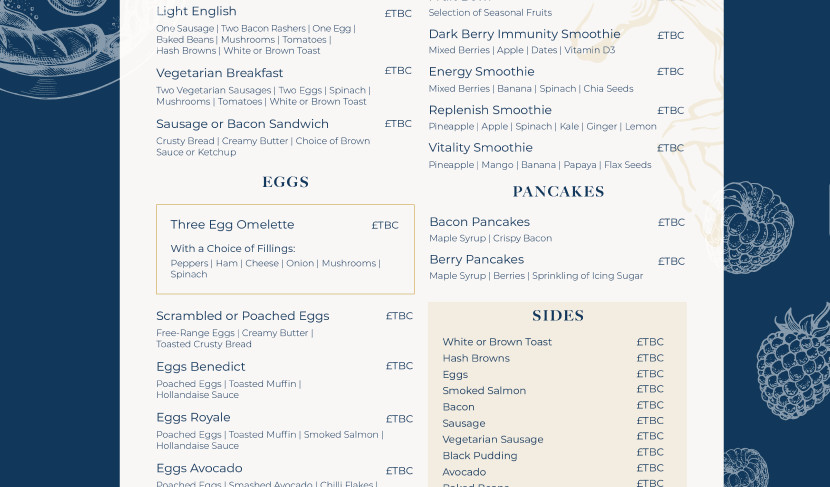 Light English £TBC
One Sausage | Two Bacon Rashers | One Egg |
Baked Beans | Mushrooms | Tomatoes |
Hash Browns | White or Brown Toast
Vegetarian Breakfast £TBC
Two Vegetarian Sausages | Two Eggs | Spinach |
Mushrooms | Tomatoes | White or Brown Toast
Sausage or Bacon Sandwich £TBC
Crusty Bread | Creamy Butter | Choice of Brown
Sauce or Ketchup
EGGS
Three Egg Omelette £TBC
With a Choice of Fillings:
Peppers | Ham | Cheese | Onion | Mushrooms |
Spinach
Scrambled or Poached Eggs £TBC
Free-Range Eggs | Creamy Butter |
Toasted Crusty Bread
Eggs Benedict £TBC
Poached Eggs | Toasted Muffin |
Hollandaise Sauce
Eggs Royale £TBC
Poached Eggs | Toasted Muffin | Smoked Salmon |
Hollandaise Sauce
Eggs Avocado £TBC
Poached Eggs | Smashed Avocado | Chilli Flakes |
Selection of Seasonal Fruits
Dark Berry Immunity Smoothie £TBC
Mixed Berries | Apple | Dates | Vitamin D3
Energy Smoothie £TBC
Mixed Berries | Banana | Spinach | Chia Seeds
Replenish Smoothie £TBC
Pineapple | Apple | Spinach | Kale | Ginger | Lemon
Vitality Smoothie £TBC
Pineapple | Mango | Banana | Papaya | Flax Seeds
PANCAKES
Bacon Pancakes £TBC
Maple Syrup | Crispy Bacon
Berry Pancakes £TBC
Maple Syrup | Berries | Sprinkling of Icing Sugar
SIDES
White or Brown Toast £TBC
Hash Browns £TBC
Eggs £TBC
Smoked Salmon £TBC
Bacon £TBC
Sausage £TBC
Vegetarian Sausage £TBC
Black Pudding £TBC
Avocado £TBC
Baked Beans £TBC